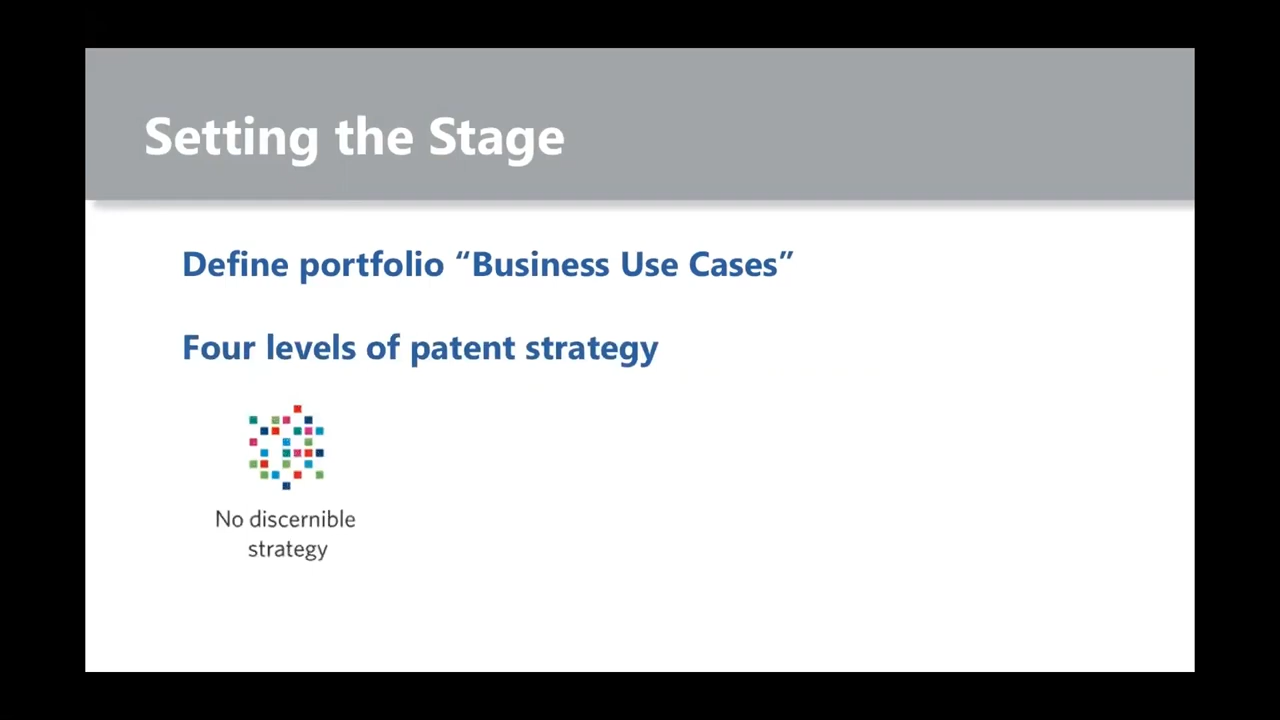 Setting the Stage
Define portfolio “Business Use Cases”
Four levels of patent strategy
No discernible
strategy